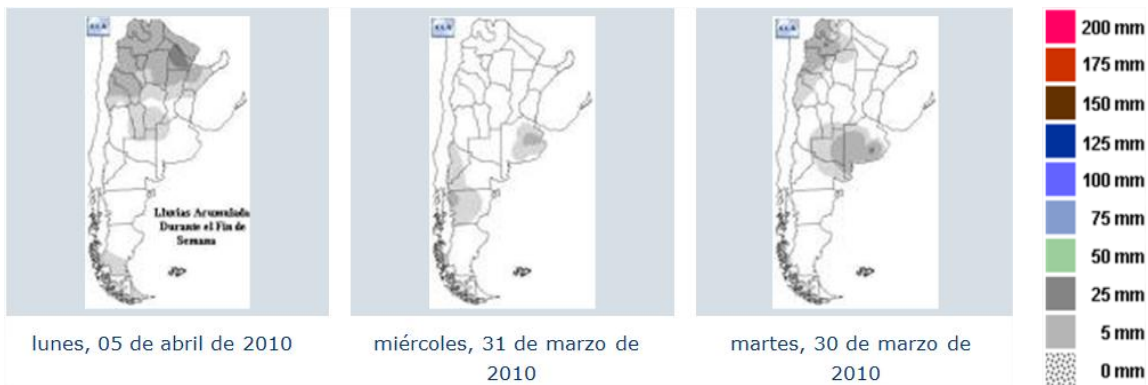 Lluvias Acumulada
Durante el Fin de
Semana
lunes, 05 de abril de 2010
miércoles, 31 de marzo de
2010
martes, 30 de marzo de
2010
200 mm
175 mm
150 mm
125 mm
100 mm
75 mm
50 mm
25 mm
5 mm
0 mm